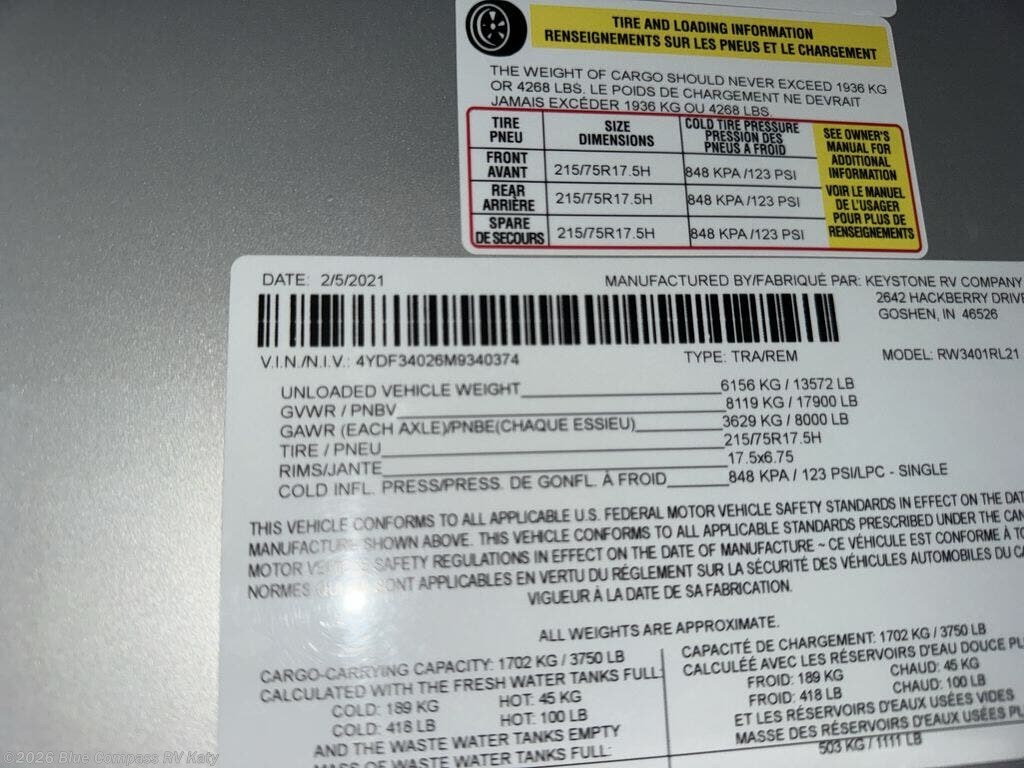 TIRE AND LOADING INFORMATION
RENSEIGNEMENTS SUR LES PNEUS ET LE CHARGEMENT
THE WEIGHT OF CARGO SHOULD NEVER EXCEED 1936 KG
OR 4268 LBS. LE POIDS DE CHARGEMENT NE DEVRAIT
JAMAIS EXCÉDER 1936 KG OU 4268 LBS.
TIRE PNEU SIZE DIMENSIONS COLD TIRE PRESSURE PRESSION DES PNEUS A FROID
FRONT AVANT 215/75R17.5H 848 KPA /123 PSI
REAR ARRIÈRE 215/75R17.5H 848 KPA /123 PSI
SPARE DE SECOURS 215/75R17.5H 848 KPA /123 PSI
SEE OWNER'S
MANUAL FOR
ADDITIONAL
INFORMATION
VOIR LE MANUEL
DE L'USAGER
POUR PLUS DE
RENSEIGNEMENTS
DATE: 2/5/2021 MANUFACTURED BY/FABRIQUÉ PAR: KEYSTONE RV COMPANY
2642 HACKBERRY DRIVE
GOSHEN, IN 46526
V.I.N./N.I.V.: 4YDF34026M9340374 TYPE: TRA/REM MODEL: RW3401RL21
UNLOADED VEHICLE WEIGHT 6156 KG / 13572 LB
GVWR / PNBV 8119 KG / 17900 LB
GAWR (EACH AXLE)/PNBE(CHAQUE ESSIEU) 3629 KG / 8000 LB
TIRE / PNEU 215/75R17.5H
RIMS/JANTE 17.5x6.75
COLD INFL. PRESS/PRESS. DE GONFL. À FROID 848 KPA / 123 PSI/LPC - SINGLE
THIS VEHICLE CONFORMS TO ALL APPLICABLE U.S. FEDERAL MOTOR VEHICLE SAFETY STANDARDS IN EFFECT ON THE DAT
MANUFACTURE SHOWN ABOVE. THIS VEHICLE CONFORMS TO ALL APPLICABLE STANDARDS PRESCRIBED UNDER THE CAN
MOTOR SAFETY REGULATIONS IN EFFECT ON THE DATE OF MANUFACTURE ~ CE VÉHICULE EST CONFORME À TO
NORMES SONT APPLICABLES EN VERTU DU RÉGLEMENT SUR LA SÉCURITÉ DES VÉHICULES AUTOMOBILES DU CA
VIGUEUR À LA DATE DE SA FABRICATION.
ALL WEIGHTS ARE APPROXIMATE.
CARGO-CARRYING CAPACITY: 1702 KG / 3750 LB
CALCULATED WITH THE FRESH WATER TANKS FULL:
COLD: 189 KG HOT: 45 KG
COLD: 418 LB HOT: 100 LB
AND THE WASTE WATER TANKS EMPTY
MASS OF WASTE WATER TANKS FULL:
CAPACITÉ DE CHARGEMENT: 1702 KG / 3750 LB
CALCULÉE AVEC LES RÉSERVOIRS D'EAU DOUCE PL
FROID: 189 KG CHAUD: 45 KG
FROID: 418 LB CHAUD: 100 LB
ET LES RÉSERVOIRS D'EAUX USÉES VIDES
MASSE DES RÉSERVOIRS D'EAUX USÉES PL
503 KG / 1111 LB
©2026 Blue Compass RV Katy